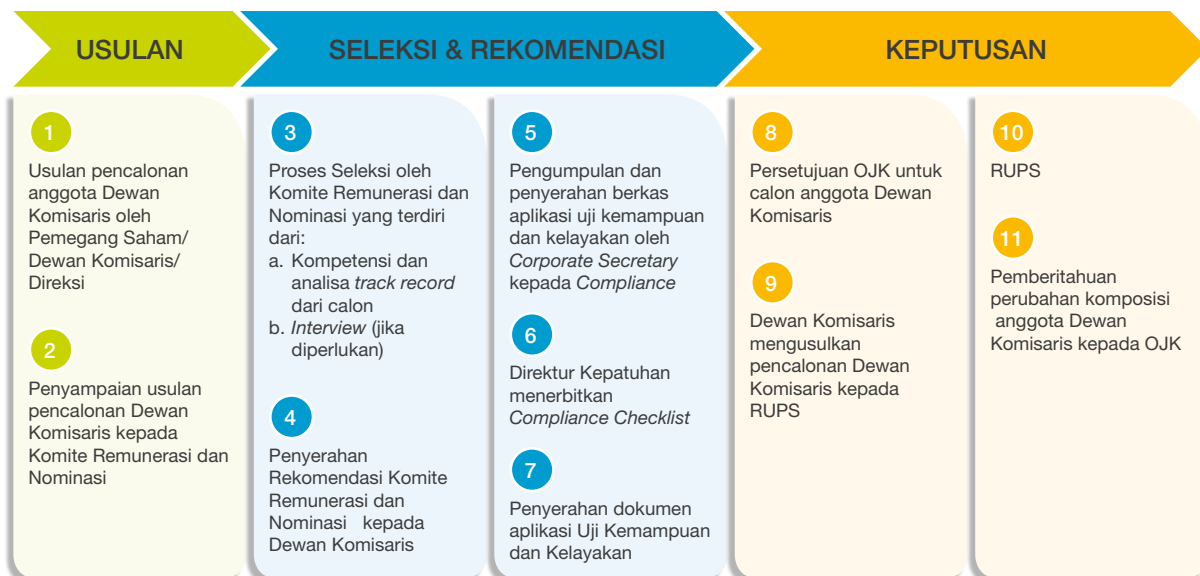 USULAN
SELEKSI & REKOMENDASI
KEPUTUSAN
1
Usulan pencalonan
anggota Dewan
Komisaris oleh
Pemegang Saham/
Dewan Komisaris/
Direksi
2
Penyampaian usulan
pencalonan Dewan
Komisaris kepada
Komite Remunerasi dan
Nominasi
3
Proses Seleksi oleh
Komite Remunerasi dan
Nominasi yang terdiri
dari:
a. Kompetensi dan
analisa track record
dari calon
b. Interview (jika
diperlukan)
4
Penyerahan
Rekomendasi Komite
Remunerasi dan
Nominasi kepada
Dewan Komisaris
5
Pengumpulan dan
penyerahan berkas
aplikasi uji kemampuan
dan kelayakan oleh
Corporate Secretary
kepada Compliance
6
Direktur Kepatuhan
menerbitkan
Compliance Checklist
7
Penyerahan dokumen
aplikasi Uji Kemampuan
dan Kelayakan
8
Persetujuan OJK untuk
calon anggota Dewan
Komisaris
9
Dewan Komisaris
mengusulkan
pencalonan Dewan
Komisaris kepada
RUPS
10
RUPS
11
Pemberitahuan
perubahan komposisi
anggota Dewan
Komisaris kepada OJK